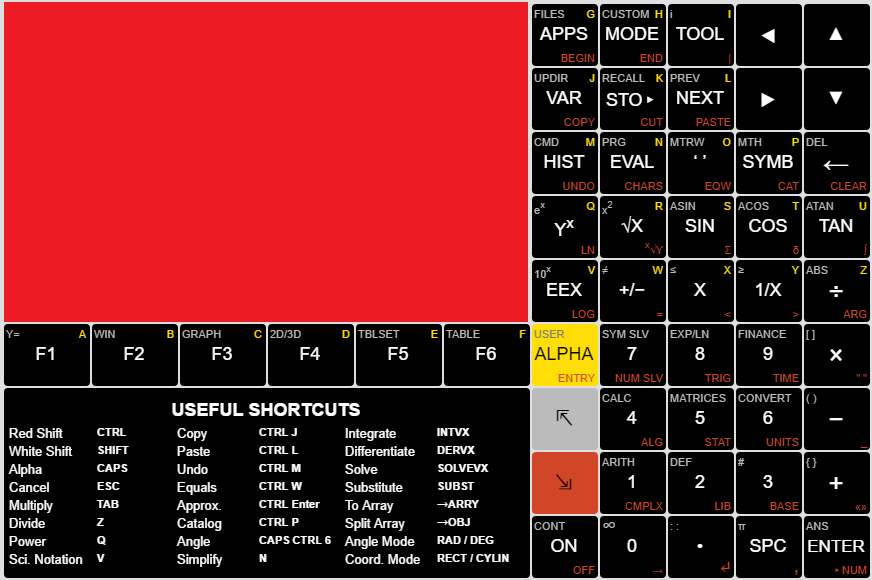 FILES G CUSTOM H i I
APPS MODE TOOL ◀ ▲
BEGIN END |
UPDIR J RECALL K PREV L
VAR STO ▸ NEXT ▶ ▼
COPY CUT PASTE
CMD M PRG N MTRW O MTH P DEL
HIST EVAL ‘ ’ SYMB ←
UNDO CHARS EQW CAT CLEAR
eˣ Q x² R ASIN S ACOS T ATAN U
Yˣ √X SIN COS TAN
LN ˣ√Y Σ δ ∫
10ˣ V ≠ W ≤ X ≥ Y ABS Z
EEX +/− X 1/X ÷
LOG = < > ARG
Y= A WIN B GRAPH C 2D/3D D TBLSET E TABLE F USER SYM SLV EXP/LN FINANCE [ ]
F1 F2 F3 F4 F5 F6 ALPHA 7 8 9 ×
ENTRY NUM SLV TRIG TIME " "
CALC MATRICES CONVERT ( )
⇱ 4 5 6 −
ALG STAT UNITS _
ARITH DEF # { }
⇲ 1 2 3 +
CMPLX LIB BASE «»
CONT ∞ : : π ANS
ON 0 • SPC ENTER
OFF → ↲ , ▸ NUM
USEFUL SHORTCUTS
Red Shift CTRL Copy CTRL J Integrate INTVX
White Shift SHIFT Paste CTRL L Differentiate DERVX
Alpha CAPS Undo CTRL M Solve SOLVEVX
Cancel ESC Equals CTRL W Substitute SUBST
Multiply TAB Approx. CTRL Enter To Array →ARRY
Divide Z Catalog CTRL P Split Array →OBJ
Power Q Angle CAPS CTRL 6 Angle Mode RAD / DEG
Sci. Notation V Simplify N Coord. Mode RECT / CYLIN